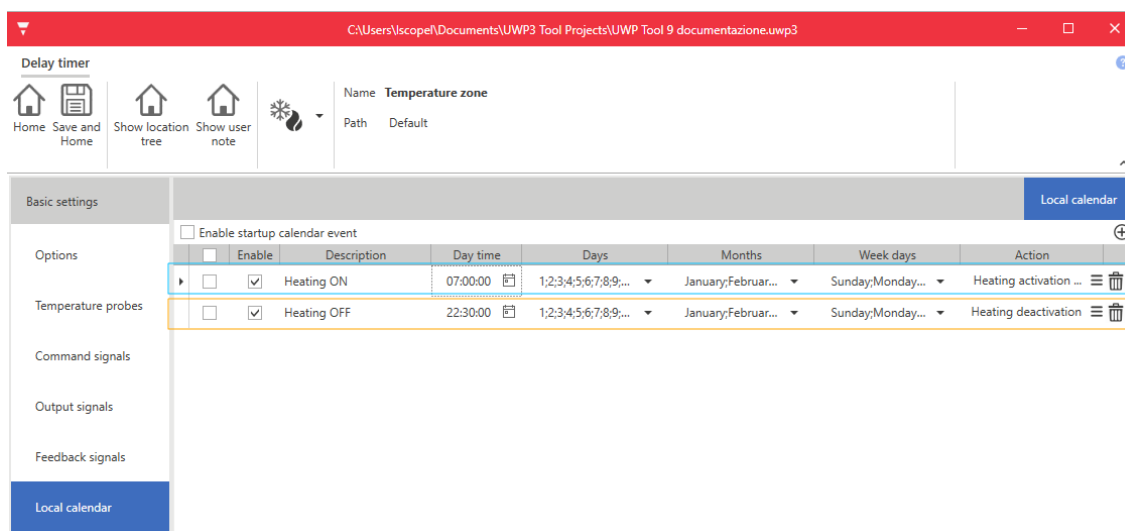 C:\Users\lscopel\Documents\UWP3 Tool Projects\UWP Tool 9 documentazione.uwp3
Delay timer
?
Home
Save and Home
Show location tree
Show user note
Name Temperature zone
Path Default
Basic settings
Local calendar
Enable startup calendar event
Enable Description Day time Days Months Week days Action
Heating ON 07:00:00 1;2;3;4;5;6;7;8;9;... January;Februar... Sunday;Monday... Heating activation ...
Heating OFF 22:30:00 1;2;3;4;5;6;7;8;9;... January;Februar... Sunday;Monday... Heating deactivation
Options
Temperature probes
Command signals
Output signals
Feedback signals
Local calendar